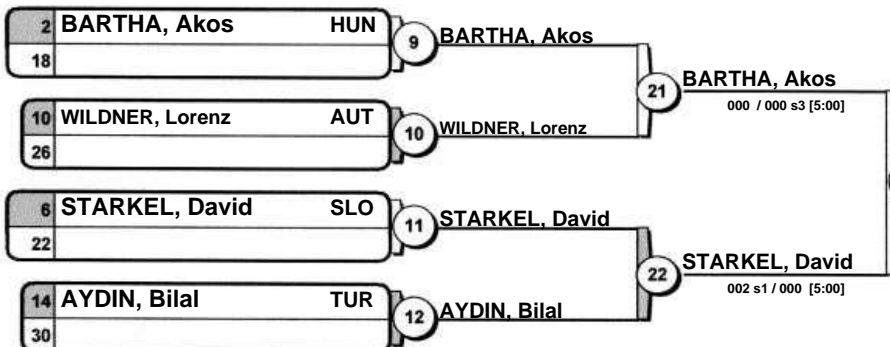 2 BARTHA, Akos HUN
18
9 BARTHA, Akos
10 WILDNER, Lorenz AUT
26
10 WILDNER, Lorenz
21 BARTHA, Akos
000 / 000 s3 [5:00]
6 STARKEL, David SLO
22
11 STARKEL, David
14 AYDIN, Bilal TUR
30
12 AYDIN, Bilal
22 STARKEL, David
002 s1 / 000 [5:00]